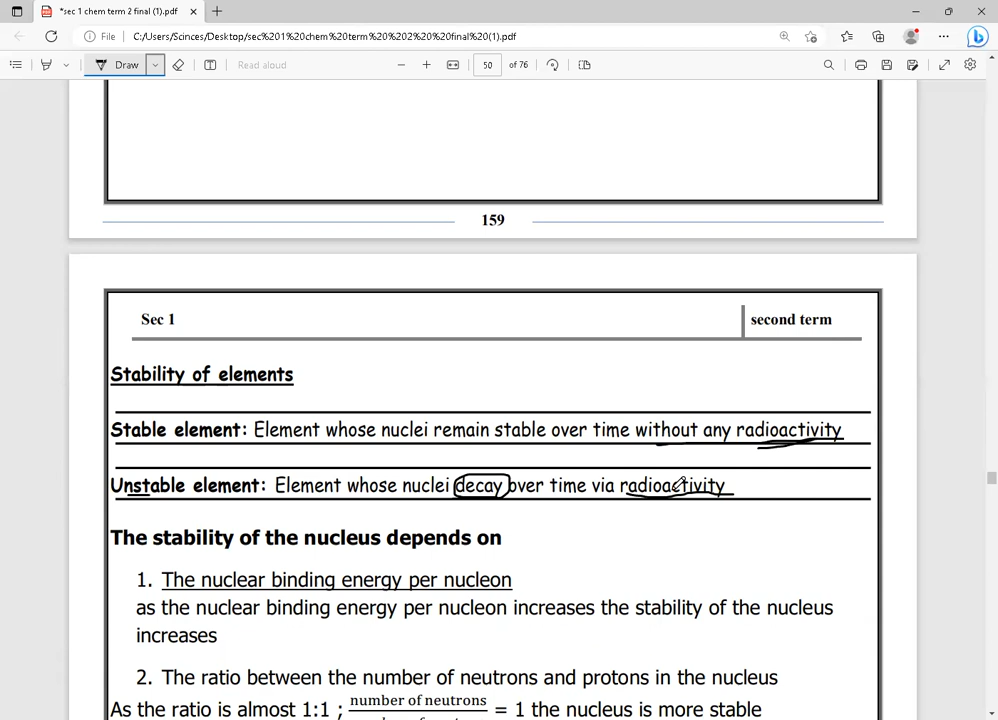 *sec 1 chem term 2 final (1).pdf
File
C:/Users/Scinces/Desktop/sec%201%20chem%20term%20%202%20%20final%20(1).pdf
Draw
Read aloud
50 of 76
159
Sec 1
second term
Stability of elements
Stable element: Element whose nuclei remain stable over time without any radioactivity
Unstable element: Element whose nuclei decay over time via radioactivity
The stability of the nucleus depends on
1. The nuclear binding energy per nucleon
as the nuclear binding energy per nucleon increases the stability of the nucleus
increases
2. The ratio between the number of neutrons and protons in the nucleus
As the ratio is almost 1:1 ; number of neutrons = 1 the nucleus is more stable